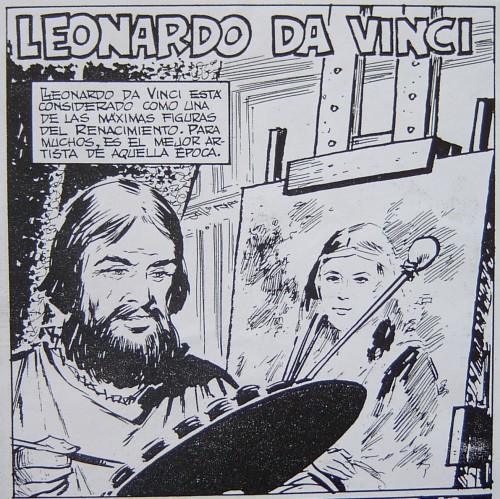 LEONARDO DA VINCI
LEONARDO DA VINCI ESTÁ
CONSIDERADO COMO UNA
DE LAS MÁXIMAS FIGURAS
DEL RENACIMIENTO. PARA
MUCHOS, ES EL MEJOR AR-
TISTA DE AQUELLA ÉPOCA.